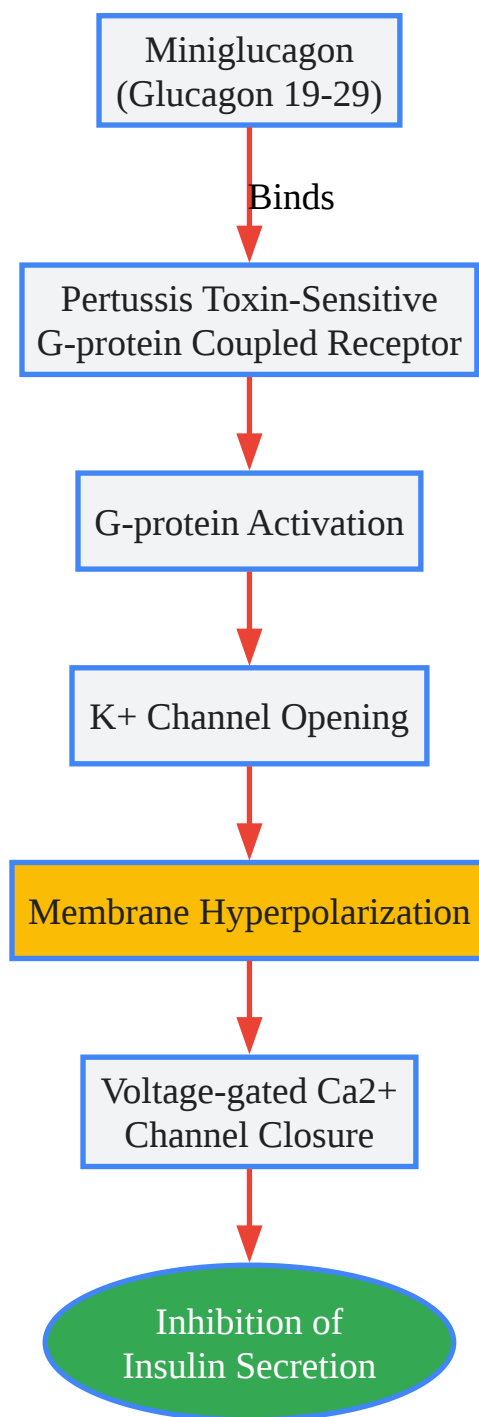 Miniglucagon
(Glucagon 19-29)
Binds
Pertussis Toxin-Sensitive
G-protein Coupled Receptor
G-protein Activation
K+ Channel Opening
Membrane Hyperpolarization
Voltage-gated Ca2+
Channel Closure
Inhibition of
Insulin Secretion